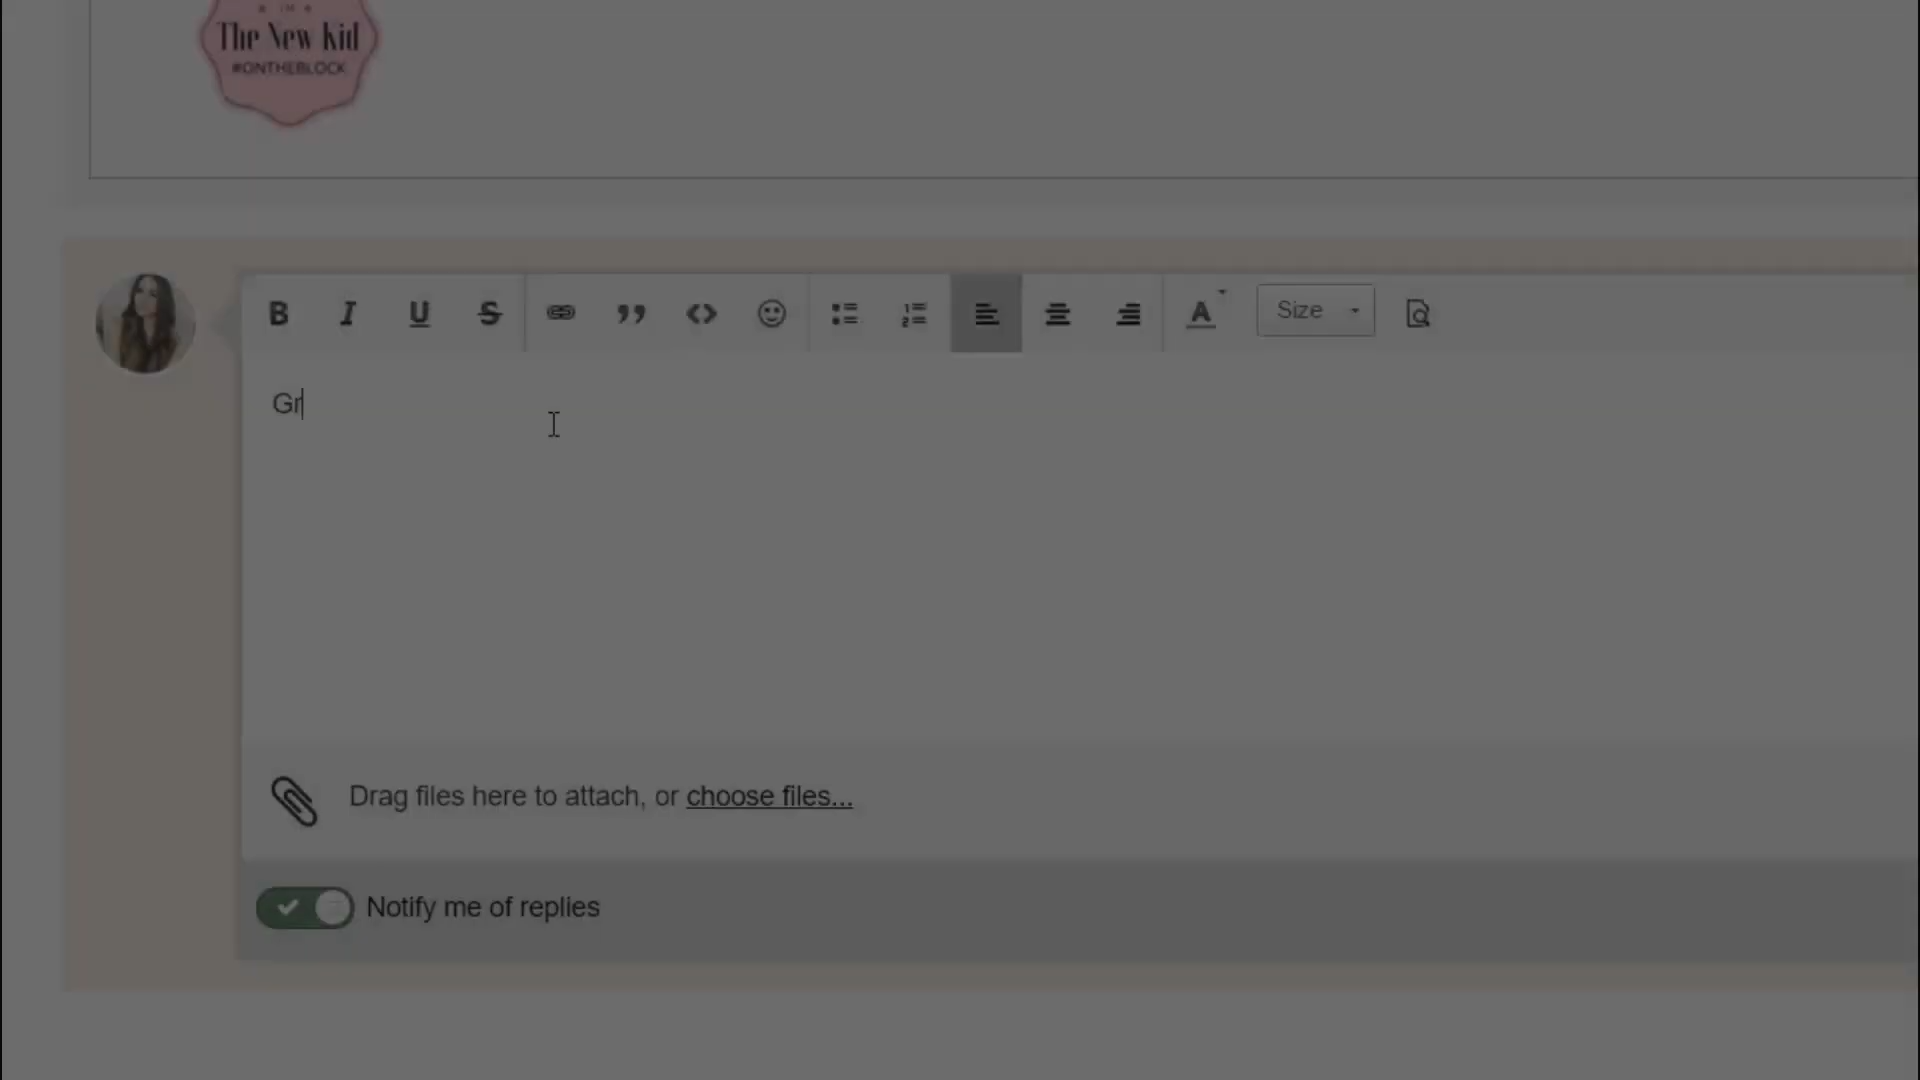 The New Kid
#ONTHEBLOCK
B I U S
A Size
Gr
Drag files here to attach, or choose files...
Notify me of replies